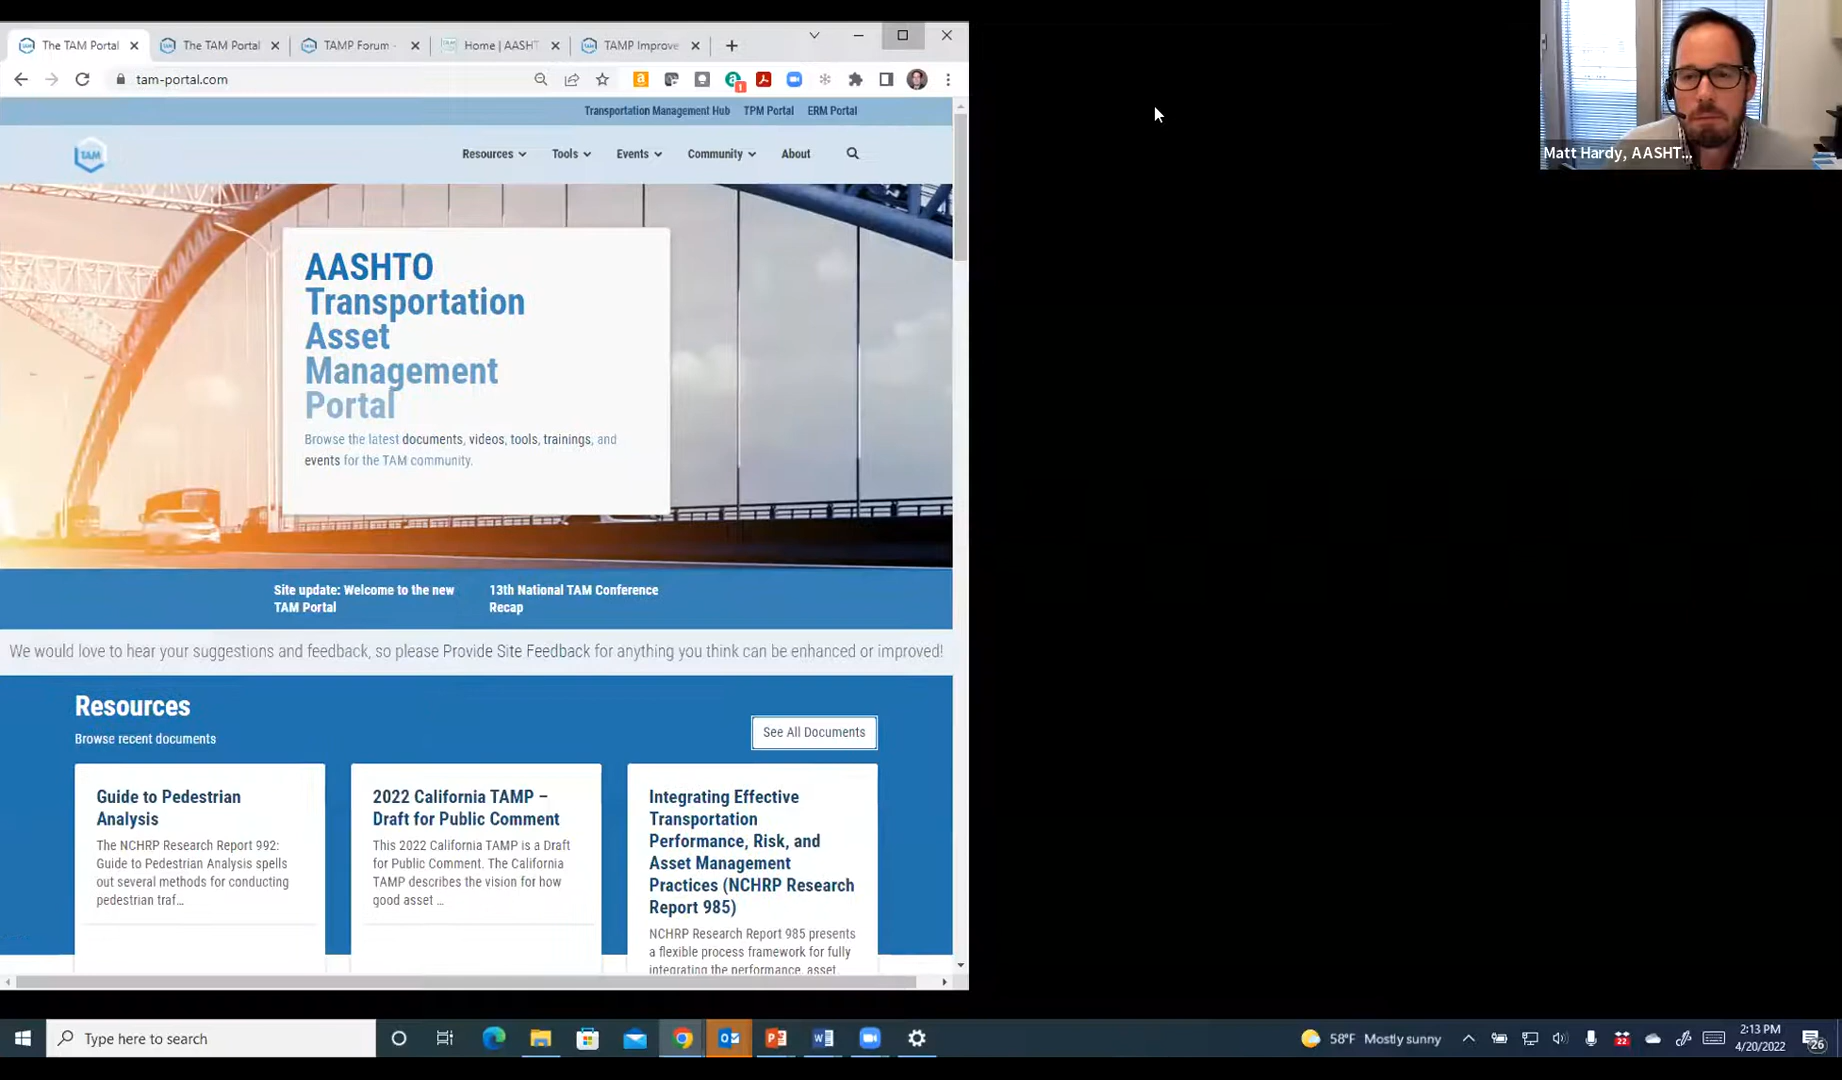 The TAM Portal
The TAM Portal
TAMP Forum -
Home | AASHT
TAMP Improve
tam-portal.com
Transportation Management Hub TPM Portal ERM Portal
TAM
Resources Tools Events Community About
AASHTO
Transportation
Asset
Management
Portal
Browse the latest documents, videos, tools, trainings, and
events for the TAM community.
Site update: Welcome to the new
TAM Portal
13th National TAM Conference
Recap
We would love to hear your suggestions and feedback, so please Provide Site Feedback for anything you think can be enhanced or improved!
Resources
Browse recent documents
See All Documents
Guide to Pedestrian
Analysis
The NCHRP Research Report 992:
Guide to Pedestrian Analysis spells
out several methods for conducting
pedestrian traf...
2022 California TAMP –
Draft for Public Comment
This 2022 California TAMP is a Draft
for Public Comment. The California
TAMP describes the vision for how
good asset ...
Integrating Effective
Transportation
Performance, Risk, and
Asset Management
Practices (NCHRP Research
Report 985)
NCHRP Research Report 985 presents
a flexible process framework for fully
integrating the performance, asset,
Matt Hardy, AASHT...
Type here to search
58°F Mostly sunny
22
2:13 PM
4/20/2022
26